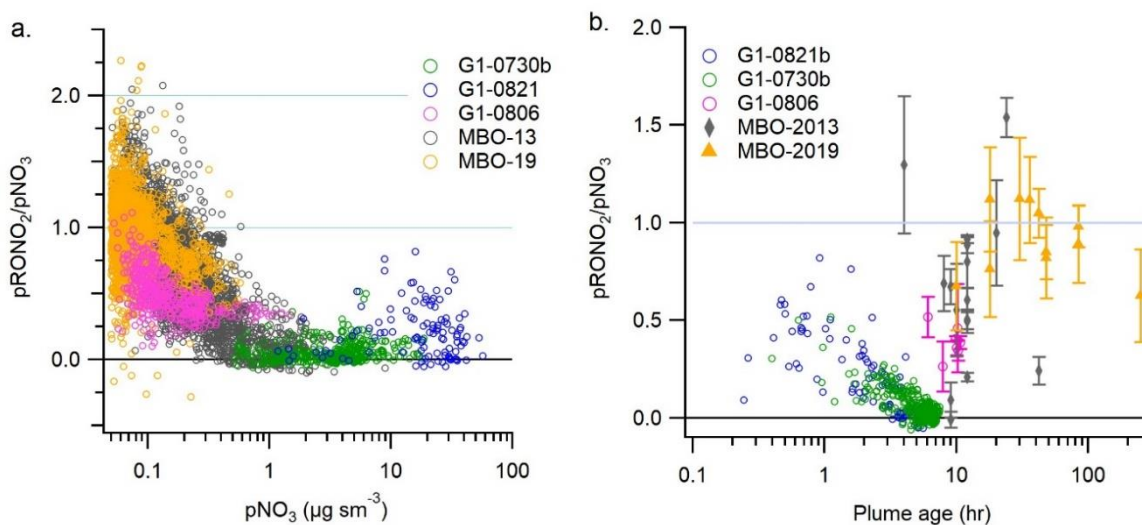 a.
pRONO₂/pNO₃
2.0
1.0
0.0
G1-0730b
G1-0821
G1-0806
MBO-13
MBO-19
0.1
1
10
100
pNO₃ (µg sm⁻³)
b.
pRONO₂/pNO₃
2.0
1.5
1.0
0.5
0.0
G1-0821b
G1-0730b
G1-0806
MBO-2013
MBO-2019
0.1
1
10
100
Plume age (hr)